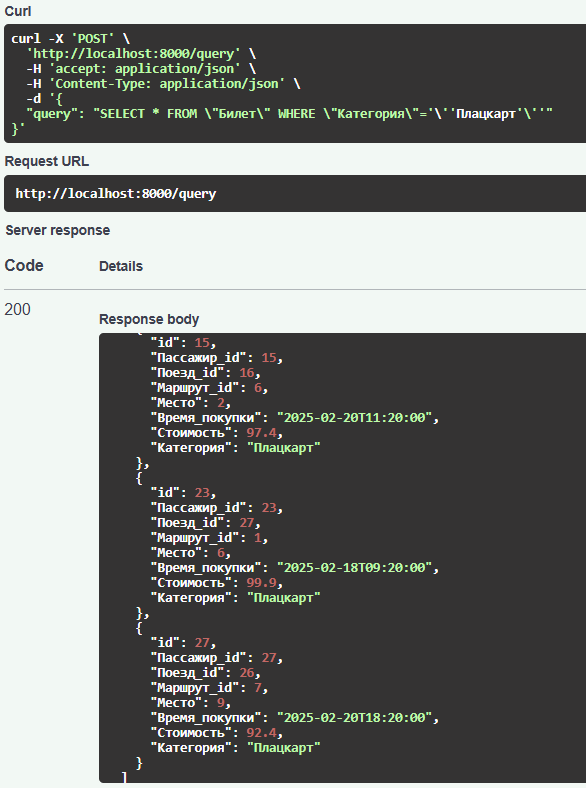 Curl
curl -X 'POST' \
  'http://localhost:8000/query' \
  -H 'accept: application/json' \
  -H 'Content-Type: application/json' \
  -d '{
  "query": "SELECT * FROM \"Билет\" WHERE \"Категория\"='\''Плацкарт'\''"
}'
Request URL
http://localhost:8000/query
Server response
Code Details
200
Response body
{
"id": 15,
"Пассажир_id": 15,
"Поезд_id": 16,
"Маршрут_id": 6,
"Место": 2,
"Время_покупки": "2025-02-20T11:20:00",
"Стоимость": 97.4,
"Категория": "Плацкарт"
},
{
"id": 23,
"Пассажир_id": 23,
"Поезд_id": 27,
"Маршрут_id": 1,
"Место": 6,
"Время_покупки": "2025-02-18T09:20:00",
"Стоимость": 99.9,
"Категория": "Плацкарт"
},
{
"id": 27,
"Пассажир_id": 27,
"Поезд_id": 26,
"Маршрут_id": 7,
"Место": 9,
"Время_покупки": "2025-02-20T18:20:00",
"Стоимость": 92.4,
"Категория": "Плацкарт"
}
]